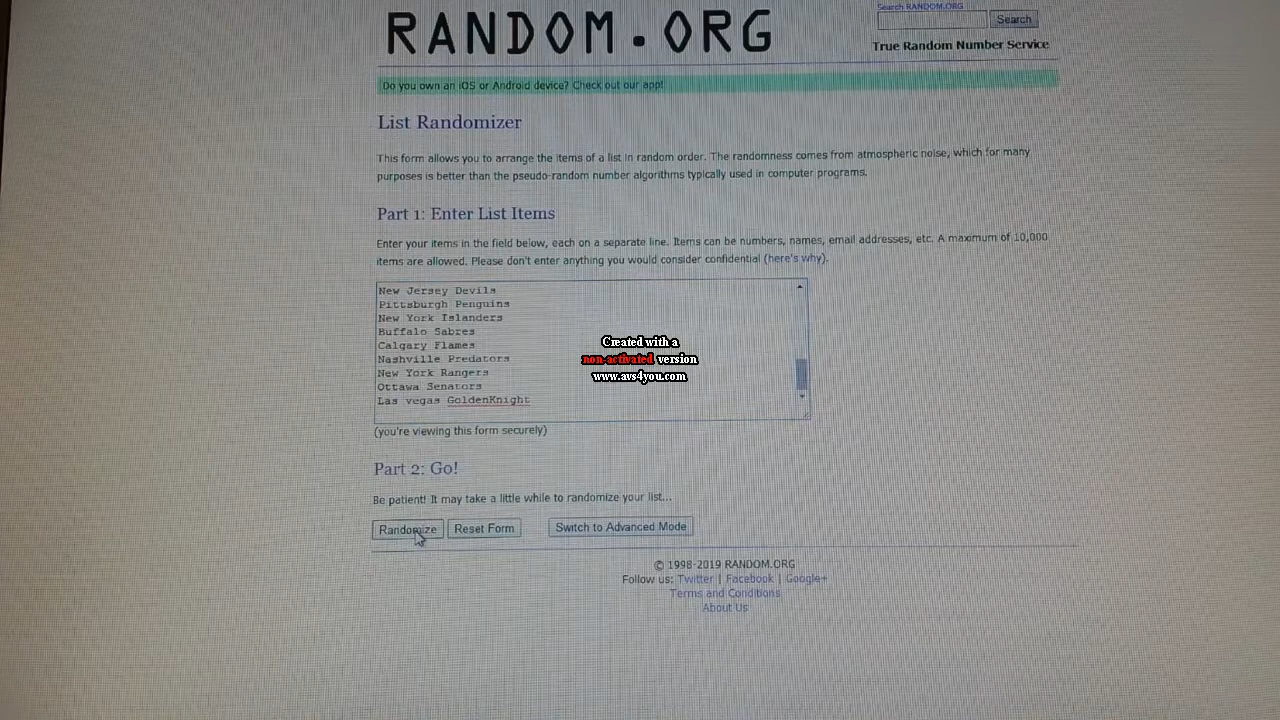 RANDOM.ORG
Search RANDOM.ORG
Search
True Random Number Service
Do you own an iOS or Android device? Check out our app!
List Randomizer
This form allows you to arrange the items of a list in random order. The randomness comes from atmospheric noise, which for many
purposes is better than the pseudo-random number algorithms typically used in computer programs.
Part 1: Enter List Items
Enter your items in the field below, each on a separate line. Items can be numbers, names, email addresses, etc. A maximum of 10,000
items are allowed. Please don't enter anything you would consider confidential (here's why).
New Jersey Devils
Pittsburgh Penguins
New York Islanders
Buffalo Sabres
Calgary Flames
Nashville Predators
New York Rangers
Ottawa Senators
Las vegas GoldenKnight
Created with a
non-activated version
www.avs4you.com
(you're viewing this form securely)
Part 2: Go!
Be patient! It may take a little while to randomize your list...
Randomize Reset Form Switch to Advanced Mode
© 1998-2019 RANDOM.ORG
Follow us: Twitter | Facebook | Google+
Terms and Conditions
About Us